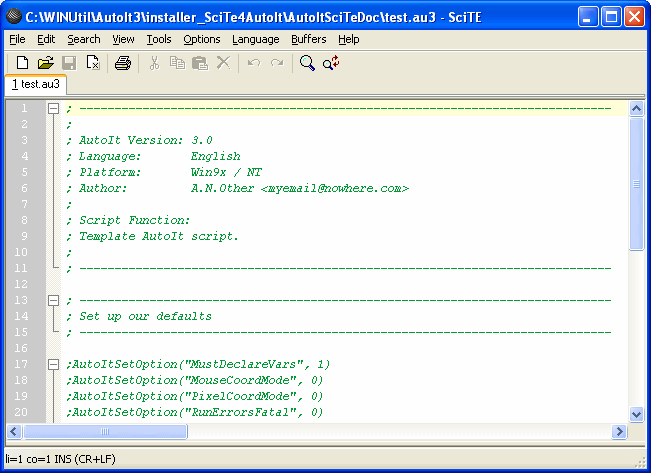 C:\WINUtil\AutoIt3\installer_SciTe4AutoIt\AutoItSciTeDoc\test.au3 - SciTE
File Edit Search View Tools Options Language Buffers Help
1 test.au3
1 ; ----------------------------------------------------------------------------
2 ;
3 ; AutoIt Version: 3.0
4 ; Language:       English
5 ; Platform:       Win9x / NT
6 ; Author:         A.N.Other <myemail@nowhere.com>
7 ;
8 ; Script Function:
9 ; Template AutoIt script.
10 ;
11 ; ----------------------------------------------------------------------------
12
13 ; ----------------------------------------------------------------------------
14 ; Set up our defaults
15 ; ----------------------------------------------------------------------------
16
17 ;AutoItSetOption("MustDeclareVars", 1)
18 ;AutoItSetOption("MouseCoordMode", 0)
19 ;AutoItSetOption("PixelCoordMode", 0)
20 ;AutoItSetOption("RunErrorsFatal", 0)
li=1 co=1 INS (CR+LF)